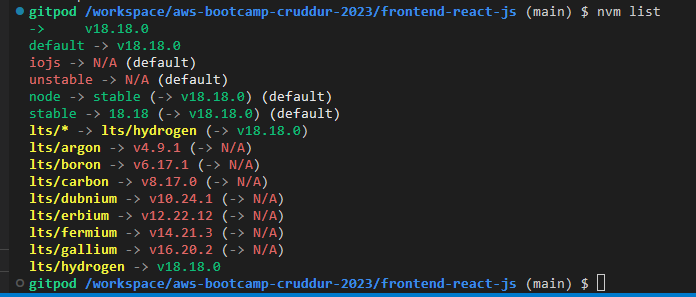 gitpod /workspace/aws-bootcamp-cruddur-2023/frontend-react-js (main) $ nvm list
->     v18.18.0
default -> v18.18.0
iojs -> N/A (default)
unstable -> N/A (default)
node -> stable (-> v18.18.0) (default)
stable -> 18.18 (-> v18.18.0) (default)
lts/* -> lts/hydrogen (-> v18.18.0)
lts/argon -> v4.9.1 (-> N/A)
lts/boron -> v6.17.1 (-> N/A)
lts/carbon -> v8.17.0 (-> N/A)
lts/dubnium -> v10.24.1 (-> N/A)
lts/erbium -> v12.22.12 (-> N/A)
lts/fermium -> v14.21.3 (-> N/A)
lts/gallium -> v16.20.2 (-> N/A)
lts/hydrogen -> v18.18.0
gitpod /workspace/aws-bootcamp-cruddur-2023/frontend-react-js (main) $